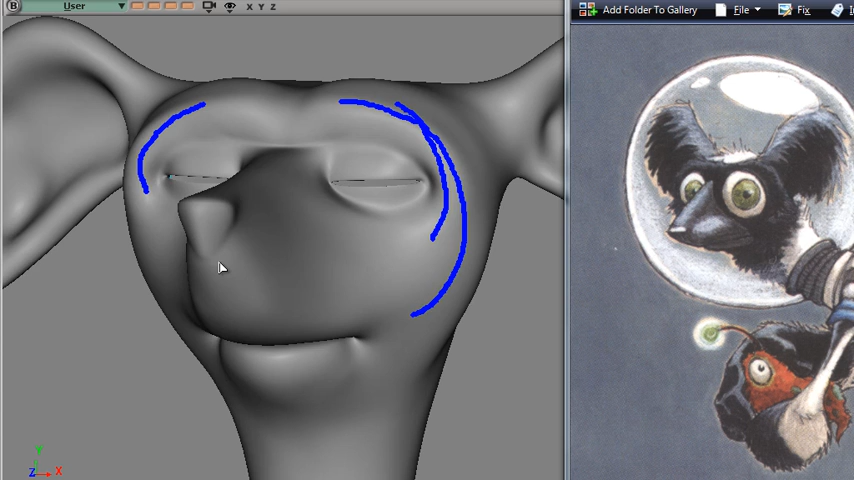 B User X Y Z
Add Folder To Gallery File Fix
Y
Z X